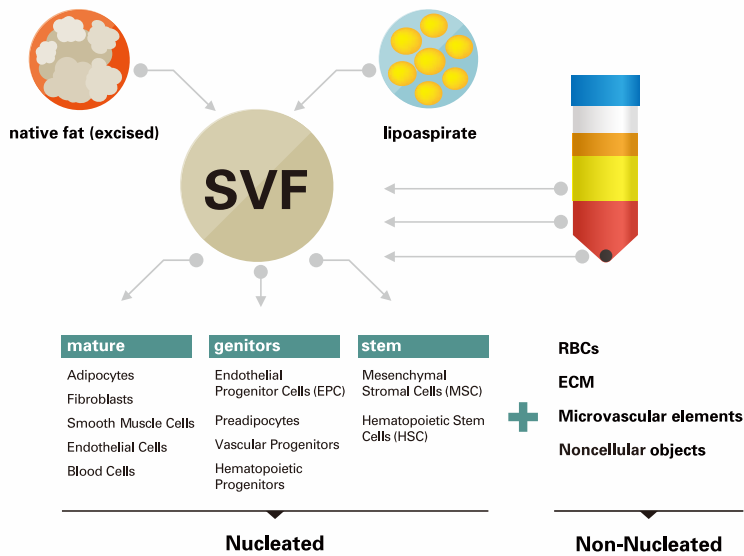 native fat (excised)
lipoaspirate
SVF
mature
Adipocytes
Fibroblasts
Smooth Muscle Cells
Endothelial Cells
Blood Cells
genitors
Endothelial
Progenitor Cells (EPC)
Preadipocytes
Vascular Progenitors
Hematopoietic
Progenitors
stem
Mesenchymal
Stromal Cells (MSC)
Hematopoietic Stem
Cells (HSC)
+
RBCs
ECM
Microvascular elements
Noncellular objects
Nucleated
Non-Nucleated